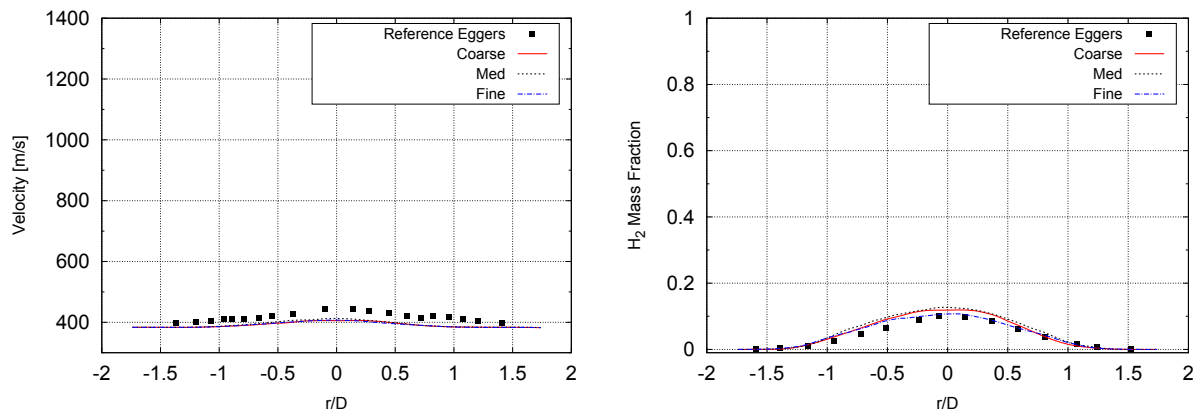 1400
1200
1000
800
600
400
200
-2
-1.5
-1
-0.5
0
0.5
1
1.5
2
Velocity [m/s]
r/D
Reference Eggers
Coarse
Med
Fine
1
0.8
0.6
0.4
0.2
0
-2
-1.5
-1
-0.5
0
0.5
1
1.5
2
H2 Mass Fraction
r/D
Reference Eggers
Coarse
Med
Fine